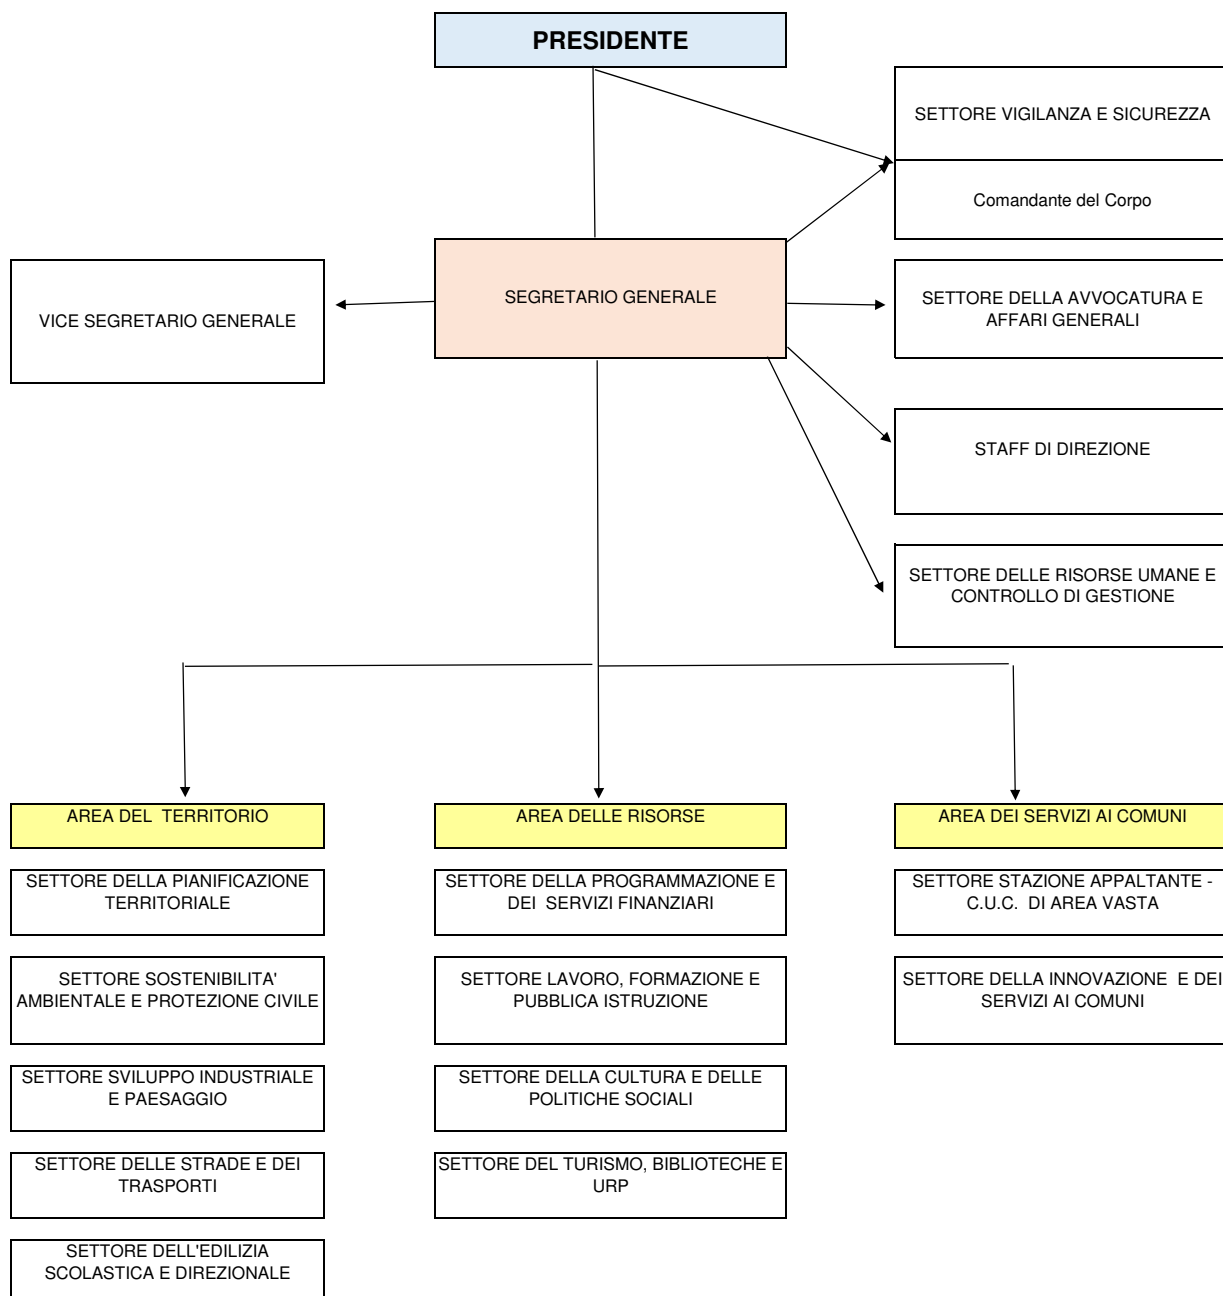 PRESIDENTE
SETTORE VIGILANZA E SICUREZZA
Comandante del Corpo
SEGRETARIO GENERALE
VICE SEGRETARIO GENERALE
SETTORE DELLA AVVOCATURA E
AFFARI GENERALI
STAFF DI DIREZIONE
SETTORE DELLE RISORSE UMANE E
CONTROLLO DI GESTIONE
AREA DEL TERRITORIO
SETTORE DELLA PIANIFICAZIONE
TERRITORIALE
SETTORE SOSTENIBILITA'
AMBIENTALE E PROTEZIONE CIVILE
SETTORE SVILUPPO INDUSTRIALE
E PAESAGGIO
SETTORE DELLE STRADE E DEI
TRASPORTI
SETTORE DELL'EDILIZIA
SCOLASTICA E DIREZIONALE
AREA DELLE RISORSE
SETTORE DELLA PROGRAMMAZIONE E
DEI SERVIZI FINANZIARI
SETTORE LAVORO, FORMAZIONE E
PUBBLICA ISTRUZIONE
SETTORE DELLA CULTURA E DELLE
POLITICHE SOCIALI
SETTORE DEL TURISMO, BIBLIOTECHE E
URP
AREA DEI SERVIZI AI COMUNI
SETTORE STAZIONE APPALTANTE -
C.U.C. DI AREA VASTA
SETTORE DELLA INNOVAZIONE E DEI
SERVIZI AI COMUNI